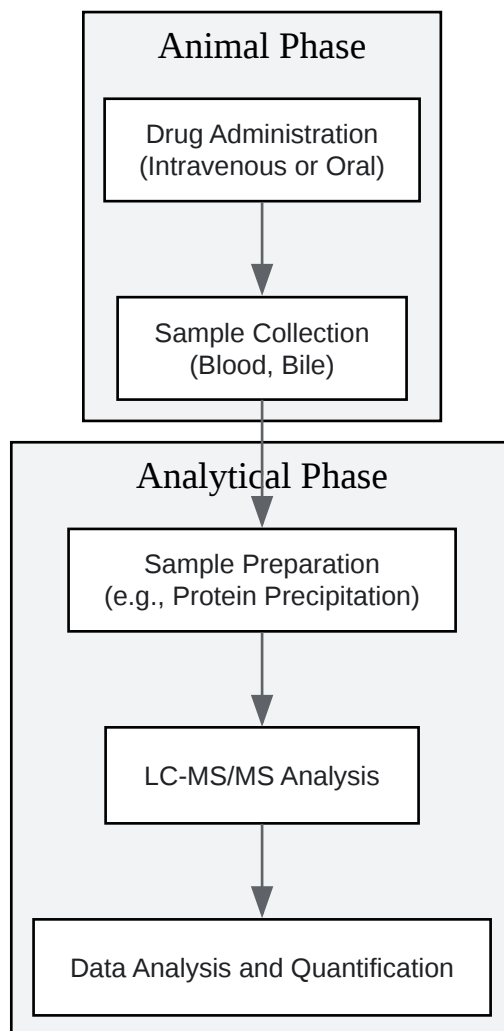 Animal Phase
Drug Administration
(Intravenous or Oral)
Sample Collection
(Blood, Bile)
Analytical Phase
Sample Preparation
(e.g., Protein Precipitation)
LC-MS/MS Analysis
Data Analysis and Quantification